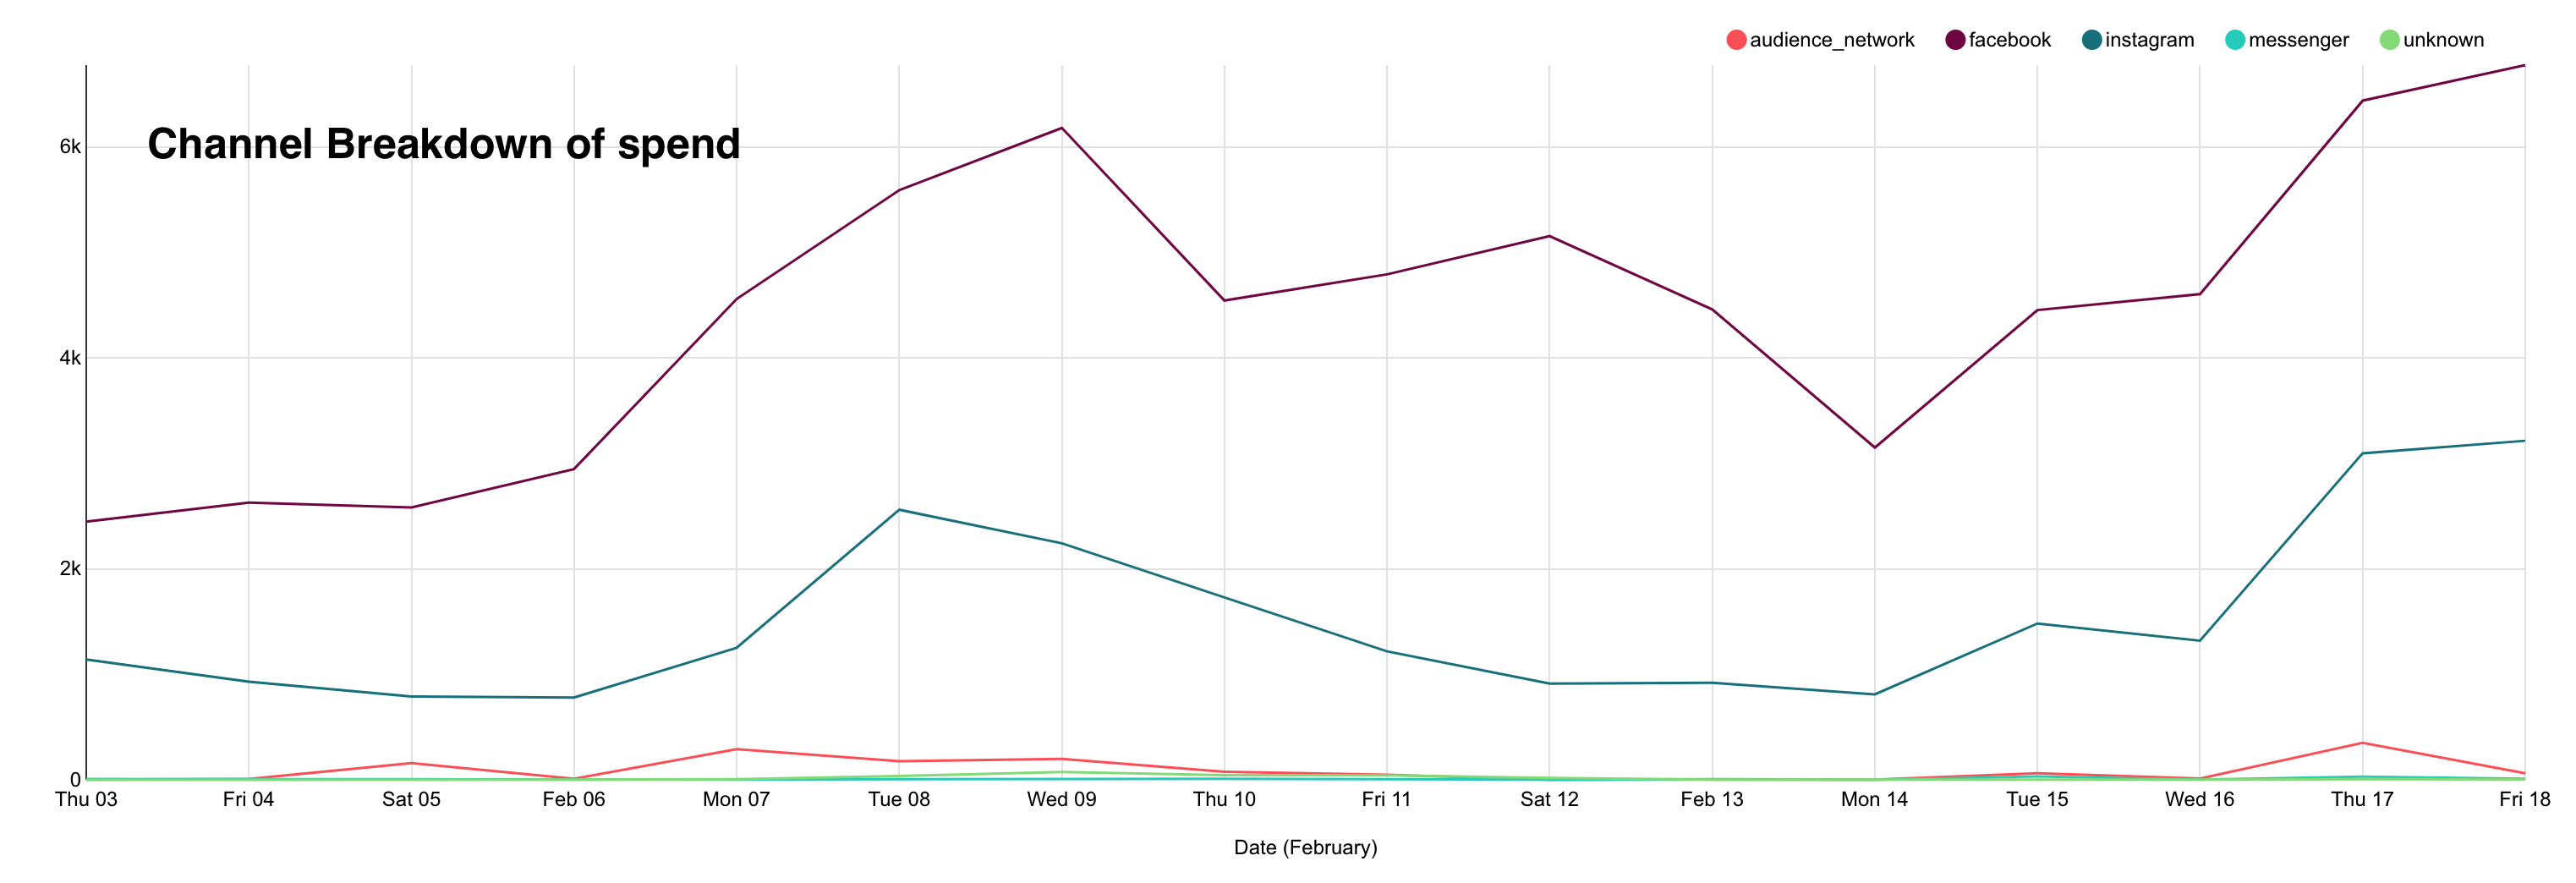 audience_network facebook instagram messenger unknown
Channel Breakdown of spend
6k
4k
2k
0
Thu 03 Fri 04 Sat 05 Feb 06 Mon 07 Tue 08 Wed 09 Thu 10 Fri 11 Sat 12 Feb 13 Mon 14 Tue 15 Wed 16 Thu 17 Fri 18
Date (February)